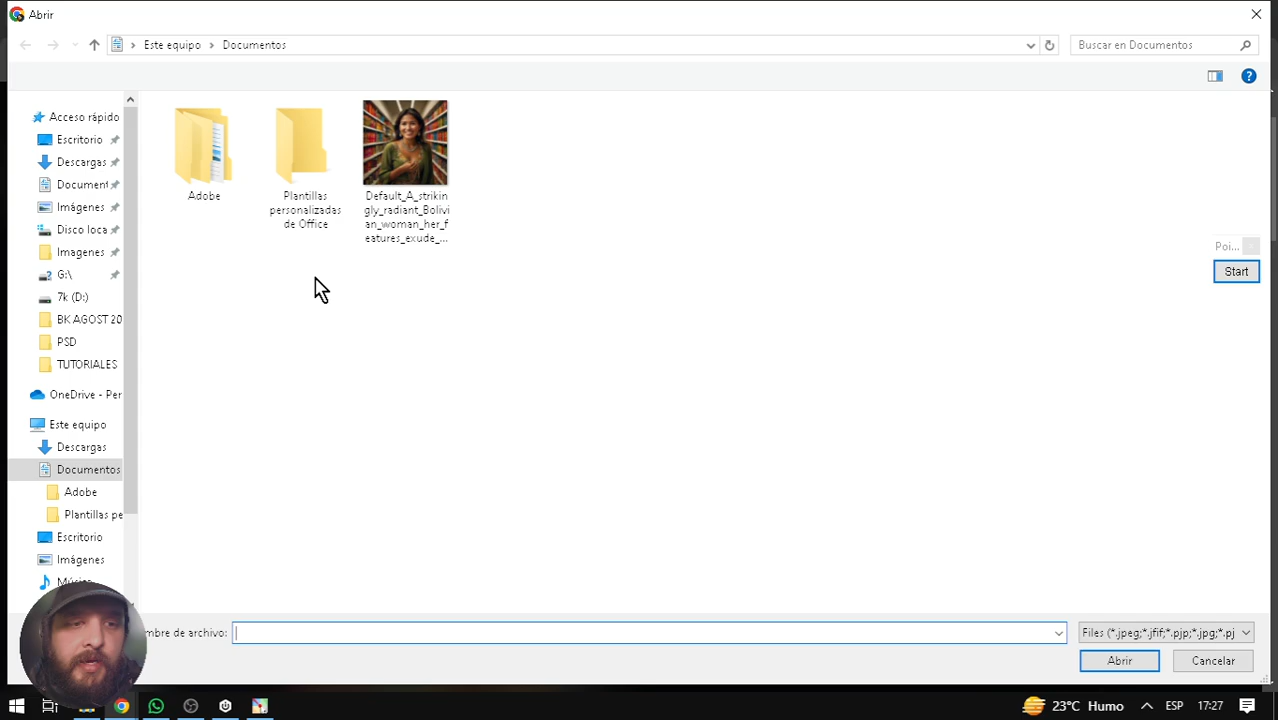 Abrir
Este equipo
Documentos
Buscar en Documentos
Acceso rápido
Escritorio
Descargas
Document
Imágenes
Disco loca
Imagenes
G:\
7k (D:)
BK AGOST 20
PSD
TUTORIALES
OneDrive - Per
Este equipo
Descargas
Documentos
Adobe
Plantillas pe
Escritorio
Imágenes
Adobe
Plantillas
personalizadas
de Office
Default_A_strikin
gly_radiant_Bolivi
an_woman_her_f
eatures_exude_...
Poi...
Start
mbre de archivo:
Files (*.jpeg;*.jfif;*.pjp;*.jpg;*.pj
Abrir
Cancelar
23°C Humo
ESP
17:27